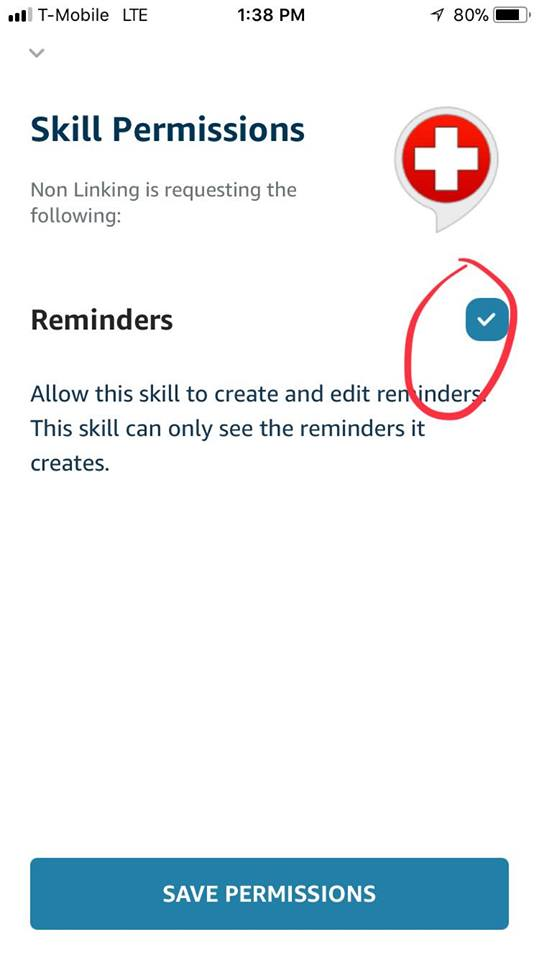 T-Mobile LTE 1:38 PM 80%
Skill Permissions
Non Linking is requesting the
following:
Reminders
Allow this skill to create and edit reminders.
This skill can only see the reminders it
creates.
SAVE PERMISSIONS